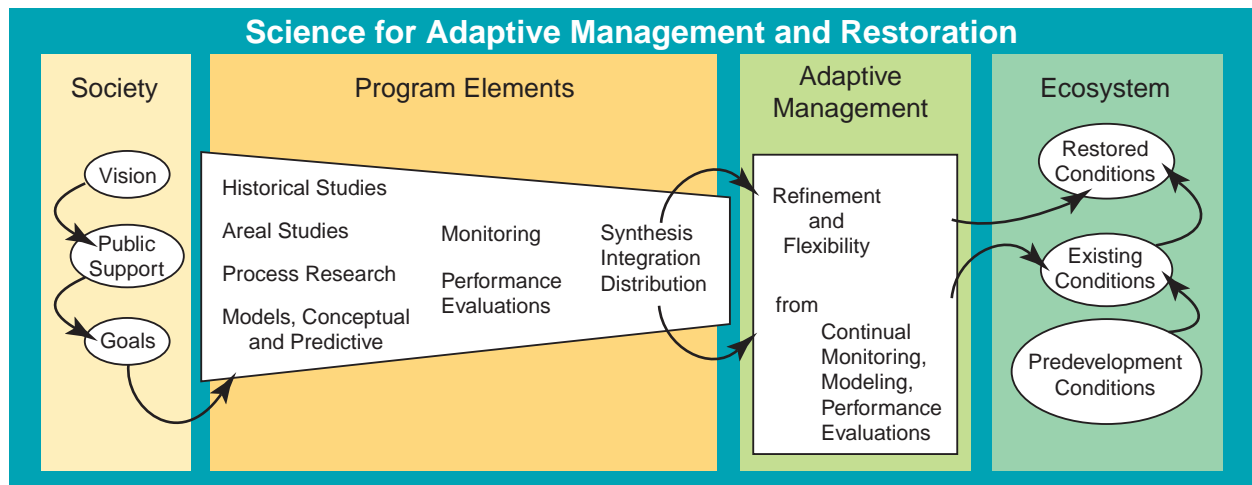 Science for Adaptive Management and Restoration
Society
Vision
Public
Support
Goals
Program Elements
Historical Studies
Areal Studies
Process Research
Models, Conceptual
and Predictive
Monitoring
Performance
Evaluations
Synthesis
Integration
Distribution
Adaptive
Management
Refinement
and
Flexibility
from
Continual
Monitoring,
Modeling,
Performance
Evaluations
Ecosystem
Restored
Conditions
Existing
Conditions
Predevelopment
Conditions